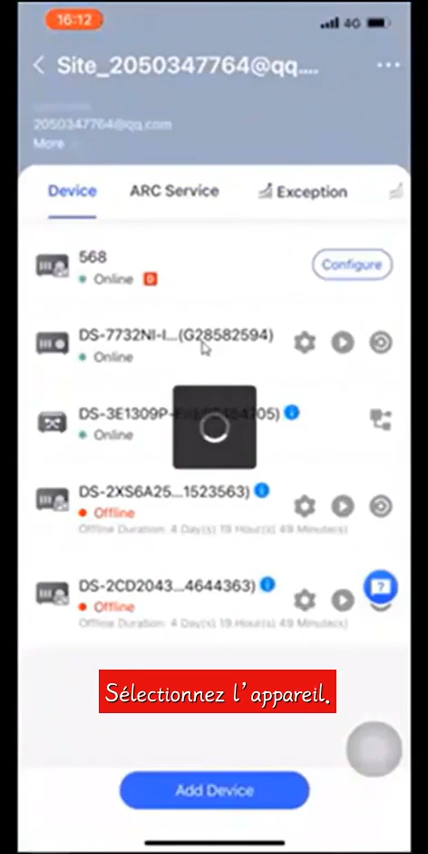 16:12
4G
Site_2050347764@qq....
2050347764@qq.com
More
Device
ARC Service
Exception
568
Online
Configure
DS-7732NI-I...(G28582594)
Online
DS-3E1309P-
Online
DS-2XS6A25...1523563)
Offline
Offline Duration: 4 Day(s) 19 Hour(s) 49 Minute(s)
DS-2CD2043...4644363)
Offline
Offline Duration: 4 Day(s) 19 Hour(s) 49 Minute(s)
Sélectionnez l'appareil.
Add Device